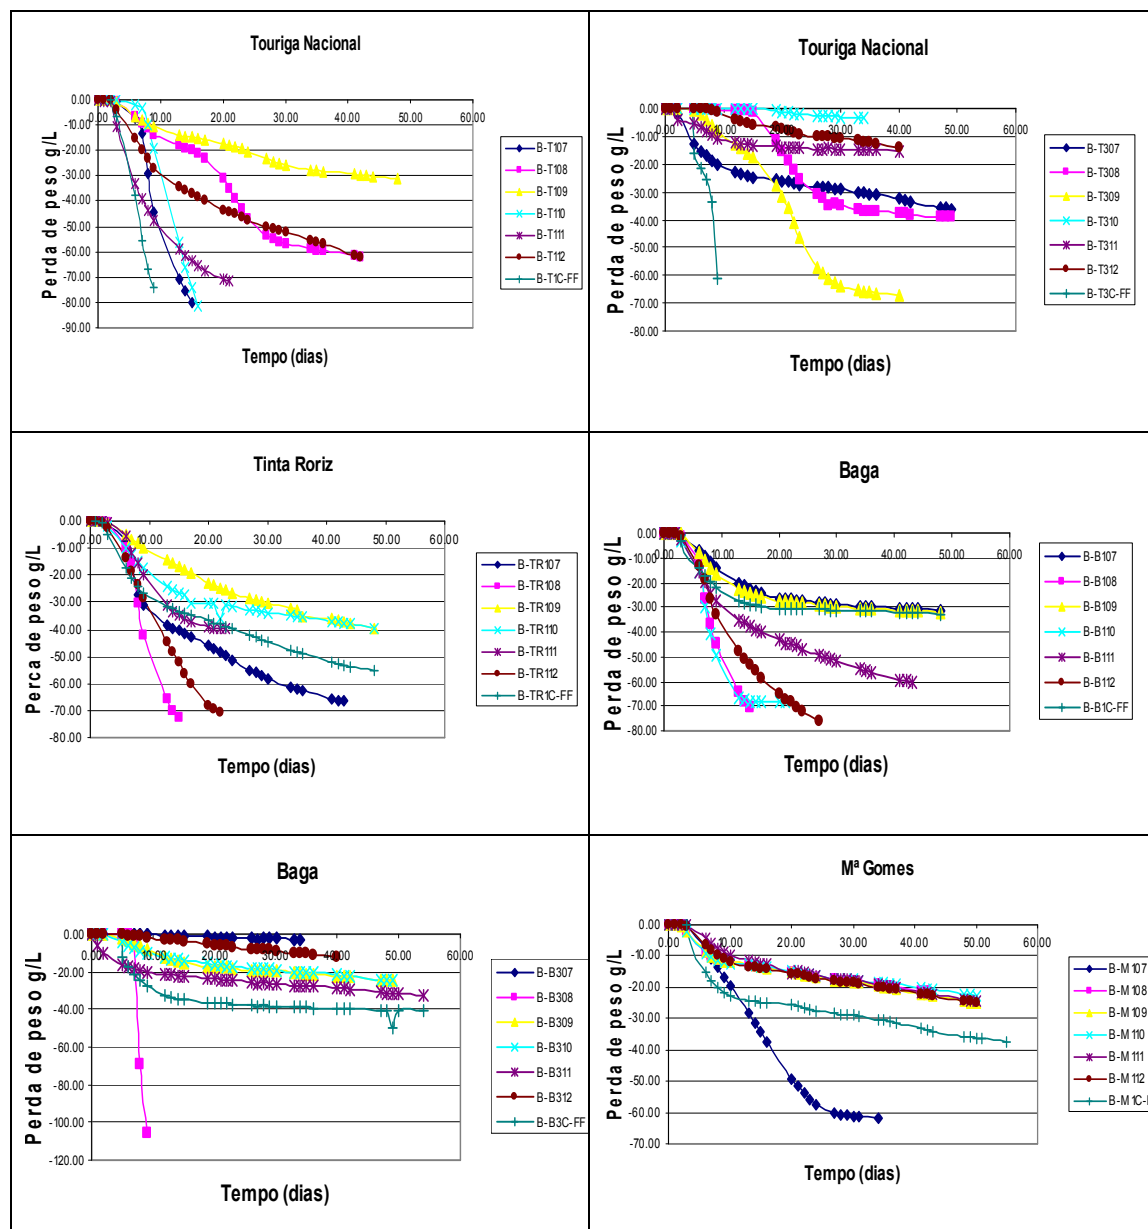 Touriga Nacional
0.00
-10.00
-20.00
-30.00
-40.00
-50.00
-60.00
-70.00
-80.00
-90.00
0.00 10.00 20.00 30.00 40.00 50.00 60.00
Perda de peso g/L
Tempo (dias)
B-T107
B-T108
B-T109
B-T110
B-T111
B-T112
B-T1C-FF
Touriga Nacional
0.00
-10.00
-20.00
-30.00
-40.00
-50.00
-60.00
-70.00
-80.00
0.00 10.00 20.00 30.00 40.00 50.00 60.00
Perda de peso g/L
Tempo (dias)
B-T307
B-T308
B-T309
B-T310
B-T311
B-T312
B-T3C-FF
Tinta Roriz
0.00
-10.00
-20.00
-30.00
-40.00
-50.00
-60.00
-70.00
-80.00
0.00 10.00 20.00 30.00 40.00 50.00 60.00
Perca de peso g/L
Tempo (dias)
B-TR107
B-TR108
B-TR109
B-TR110
B-TR111
B-TR112
B-TR1C-FF
Baga
0.00
-10.00
-20.00
-30.00
-40.00
-50.00
-60.00
-70.00
-80.00
0.00 10.00 20.00 30.00 40.00 50.00 60.00
Perda de peso g/L
Tempo (dias)
B-B107
B-B108
B-B109
B-B110
B-B111
B-B112
B-B1C-FF
Baga
0.00
-20.00
-40.00
-60.00
-80.00
-100.00
-120.00
0.00 10.00 20.00 30.00 40.00 50.00 60.00
Perda de peso g/L
Tempo (dias)
B-B307
B-B308
B-B309
B-B310
B-B311
B-B312
B-B3C-FF
Mª Gomes
0.00
-10.00
-20.00
-30.00
-40.00
-50.00
-60.00
-70.00
0.00 10.00 20.00 30.00 40.00 50.00 60.00
Perda de peso g/L
Tempo (dias)
B-M107
B-M108
B-M109
B-M110
B-M111
B-M112
B-M1C-